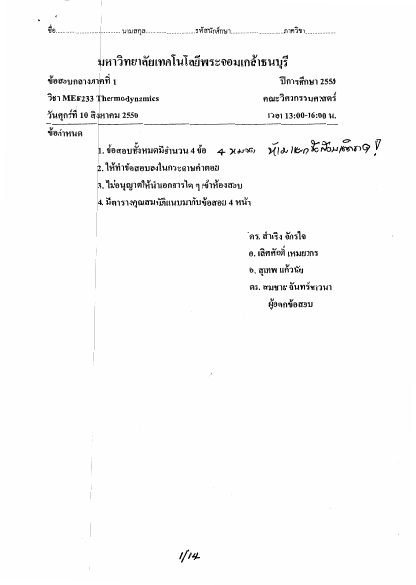 ชื่อ.......................... นามสกุล...........................รหัสนักศึกษา............................ภาควิชา...............
มหาวิทยาลัยเทคโนโลยีพระจอมเกล้าธนบุรี
ข้อสอบกลางภาคที่ 1 ปีการศึกษา 2550
วิชา MEE233 Thermodynamics คณะวิศวกรรมศาสตร์
วันศุกร์ที่ 10 สิงหาคม 2550 เวลา 13:00-16:00 น.
ข้อกำหนด
1. ข้อสอบทั้งหมดมีจำนวน 4 ข้อ 4 หมวด ห้ามแยกข้อสอบ !
2. ให้ทำข้อสอบลงในกระดาษคำตอบ
3. ไม่อนุญาตให้นำเอกสารใด ๆ เข้าห้องสอบ
4. มีตารางคุณสมบัติแนบมากับข้อสอบ 4 หน้า
ดร. สำเริง จักรใจ
อ. เลิศศักดิ์ เหมยากร
อ. สุเทพ แก้วนัย
ดร. สมชาย จันทร์ชาวนา
ผู้ออกข้อสอบ
1/14